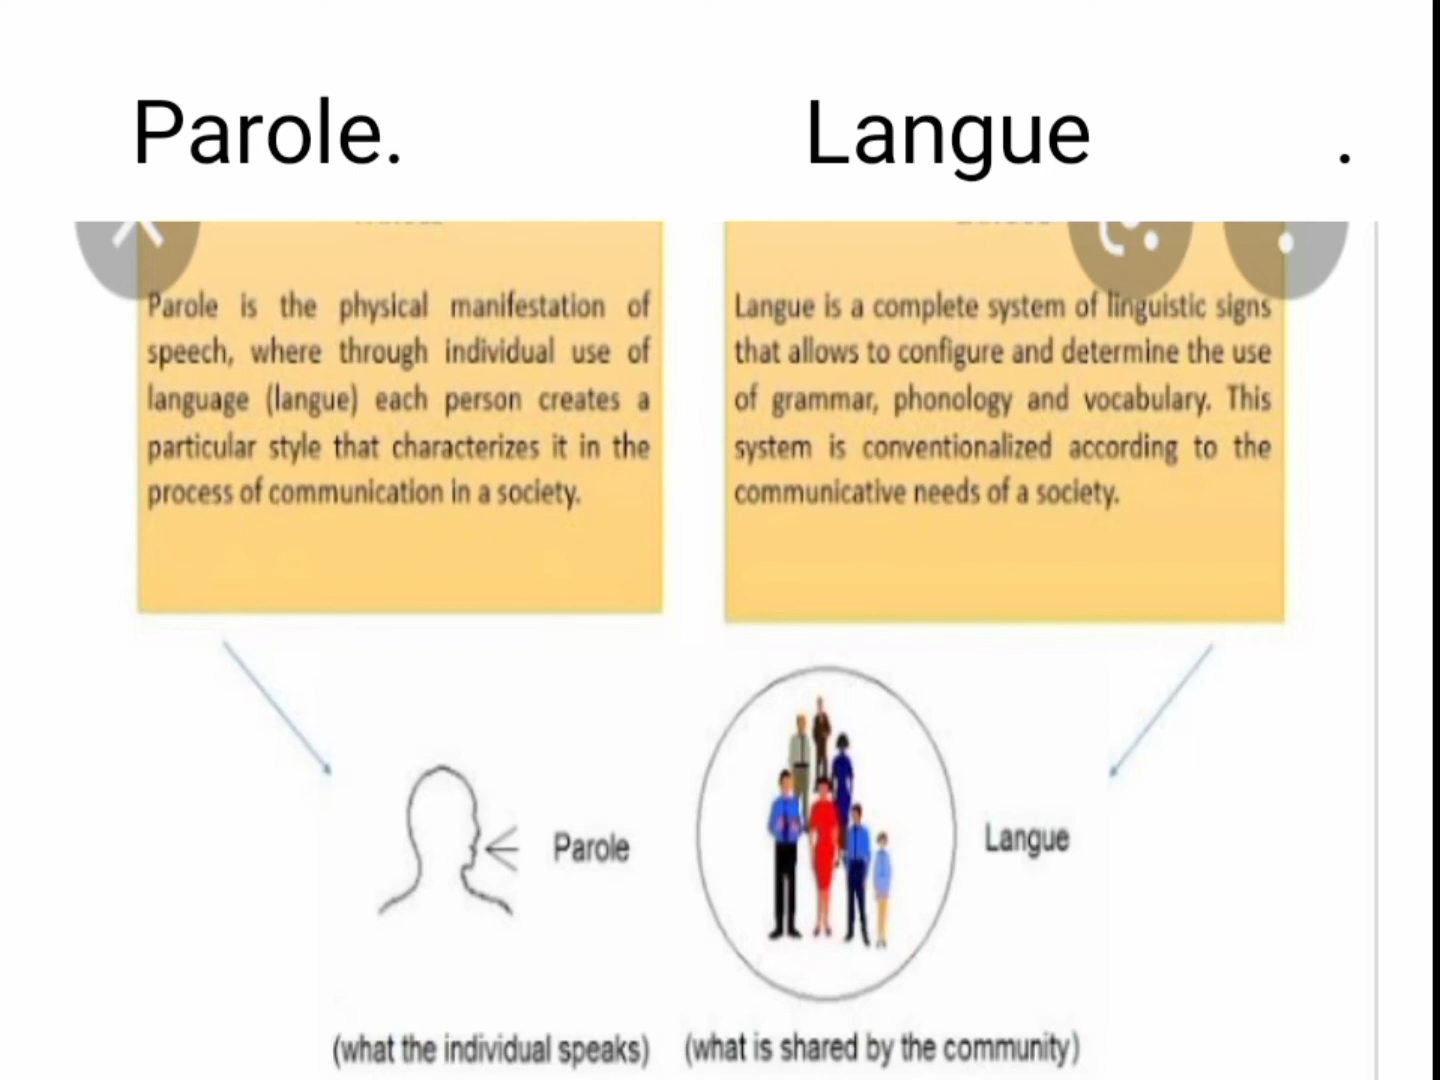 Parole.
Langue .
Parole is the physical manifestation of
speech, where through individual use of
language (langue) each person creates a
particular style that characterizes it in the
process of communication in a society.
Langue is a complete system of linguistic signs
that allows to configure and determine the use
of grammar, phonology and vocabulary. This
system is conventionalized according to the
communicative needs of a society.
Parole
Langue
(what the individual speaks)
(what is shared by the community)